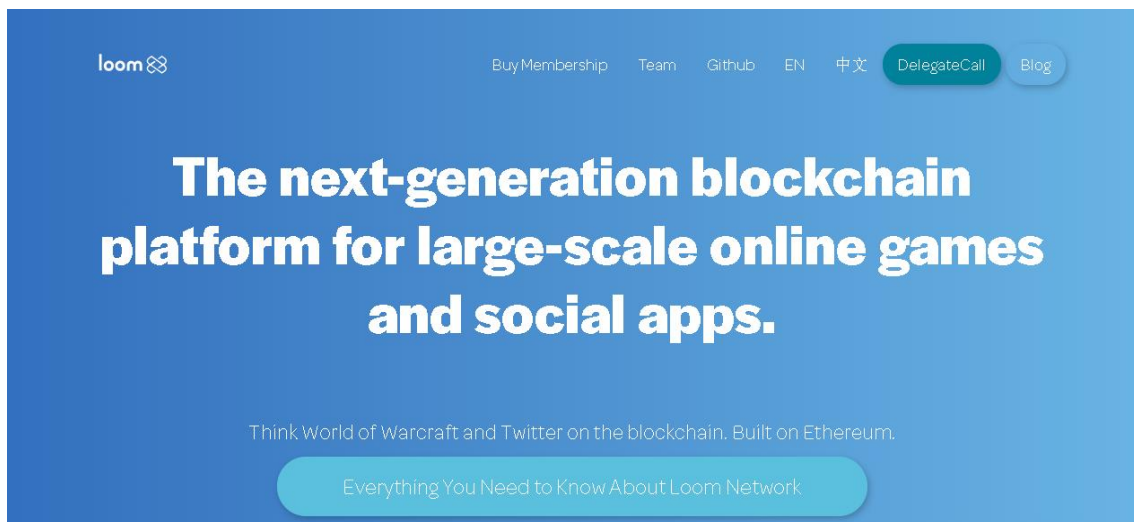 loom
Buy Membership Team Github EN 中文 DelegateCall Blog
The next-generation blockchain
platform for large-scale online games
and social apps.
Think World of Warcraft and Twitter on the blockchain. Built on Ethereum.
Everything You Need to Know About Loom Network